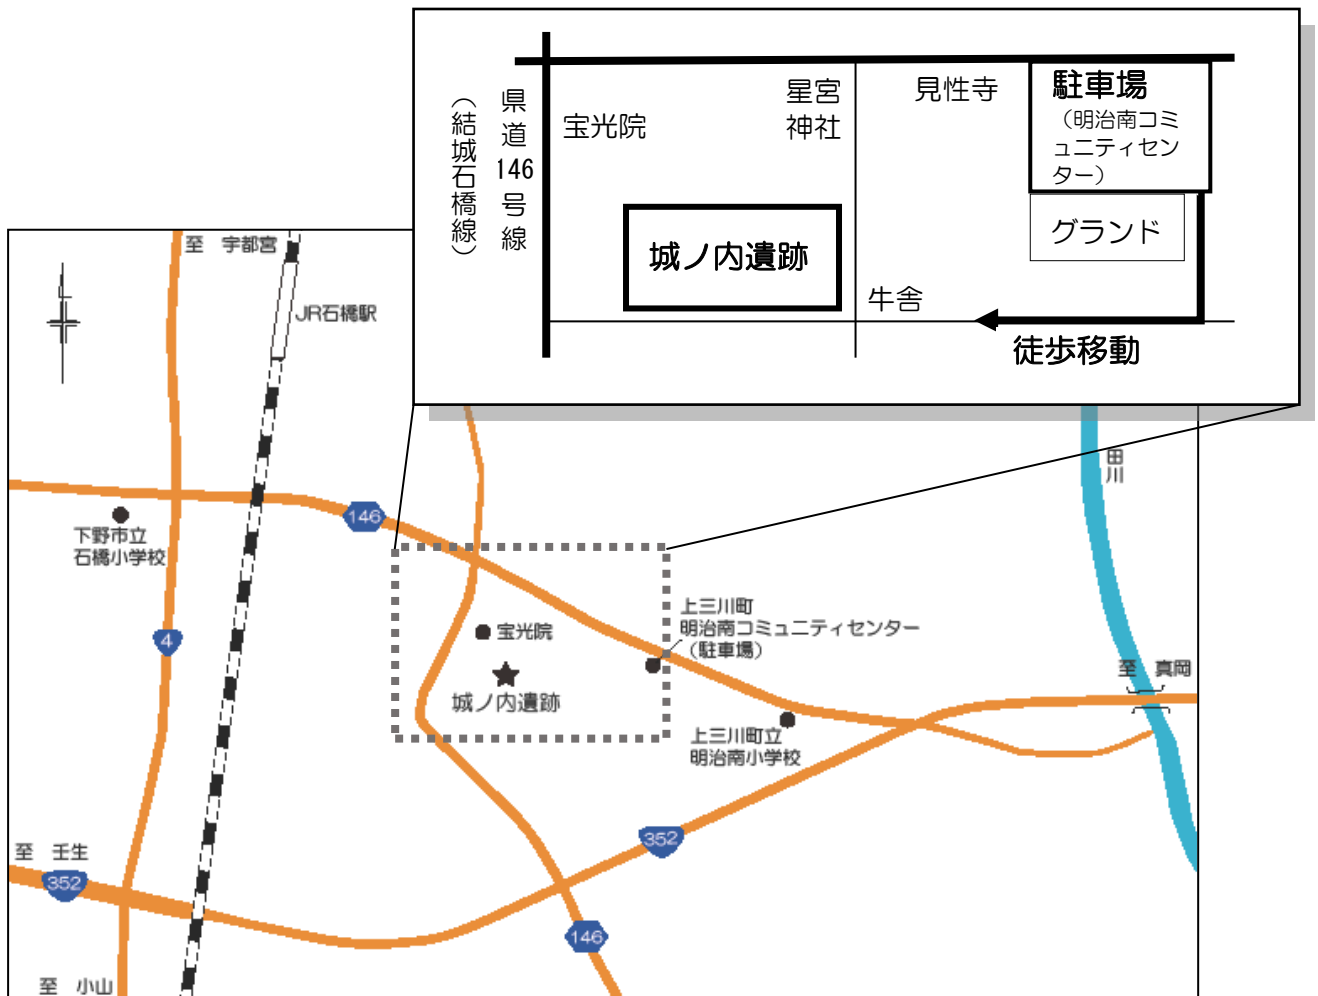 県道146号線
（結城石橋線）
宝光院
星宮
神社
見性寺
駐車場
（明治南コミ
ュニティセン
ター）
グランド
城ノ内遺跡
牛舎
徒歩移動
至　宇都宮
JR石橋駅
田川
146
下野市立
石橋小学校
4
宝光院
城ノ内遺跡
上三川町
明治南コミュニティセンター
（駐車場）
至　真岡
上三川町立
明治南小学校
352
至　壬生
352
146
至　小山